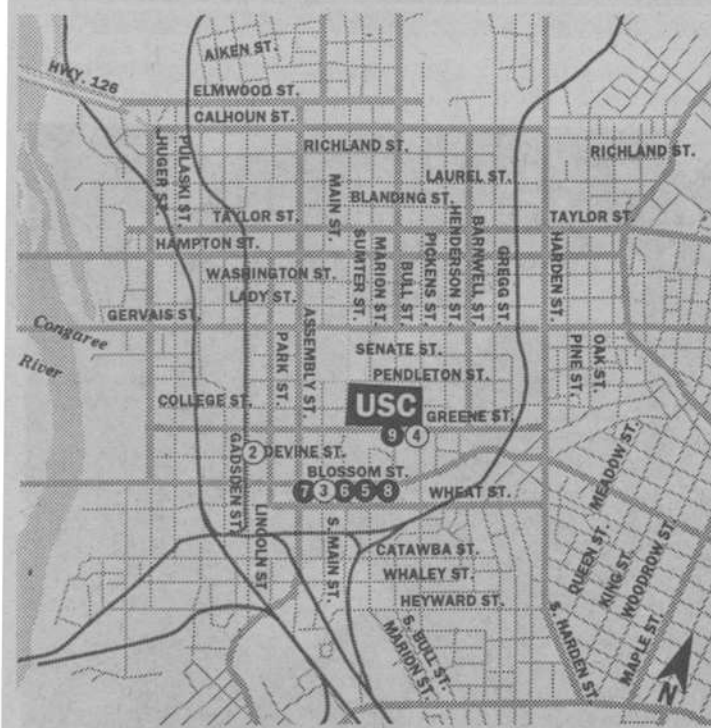 AIKEN ST.
HWY. 126
ELMWOOD ST.
CALHOUN ST.
HUGER ST.
PULASKI ST.
RICHLAND ST.
RICHLAND ST.
LAUREL ST.
MAIN ST.
BLANDING ST.
TAYLOR ST.
TAYLOR ST.
HAMPTON ST.
SUMTER ST.
MARION ST.
BULL ST.
PICKENS ST.
HENDERSON ST.
BARNWELL ST.
GREGG ST.
HARDEN ST.
WASHINGTON ST.
LADY ST.
GERVAIS ST.
Congaree
River
PARK ST.
ASSEMBLY ST.
SENATE ST.
PENDLETON ST.
PINE ST.
OAK ST.
COLLEGE ST.
USC
GREENE ST.
9 4
GADSDEN ST.
2
DEVINE ST.
BLOSSOM ST.
7 3 6 5 8
WHEAT ST.
MEADOW ST.
LINCOLN ST
S. MAIN ST.
CATAWBA ST.
WHALEY ST.
HEYWARD ST.
QUEEN ST.
KING ST.
WOODROW ST.
S. BULL ST.
MARION ST.
S. HARDEN ST.
MAPLE ST.
N